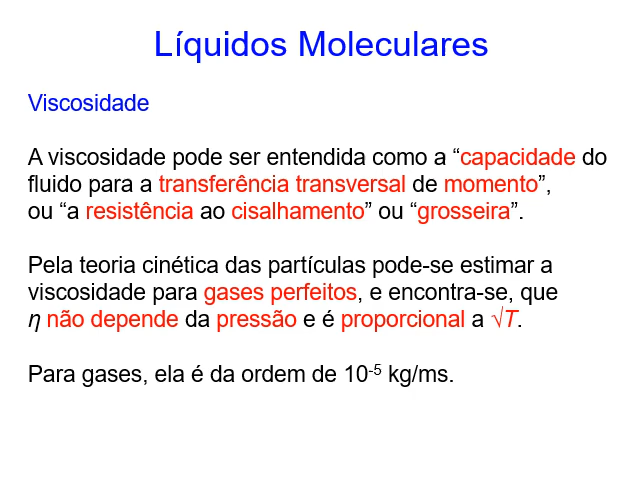 Líquidos Moleculares
Viscosidade
A viscosidade pode ser entendida como a “capacidade do
fluido para a transferência transversal de momento”,
ou “a resistência ao cisalhamento” ou “grosseira”.
Pela teoria cinética das partículas pode-se estimar a
viscosidade para gases perfeitos, e encontra-se, que
η não depende da pressão e é proporcional a √T.
Para gases, ela é da ordem de 10⁻⁵ kg/ms.